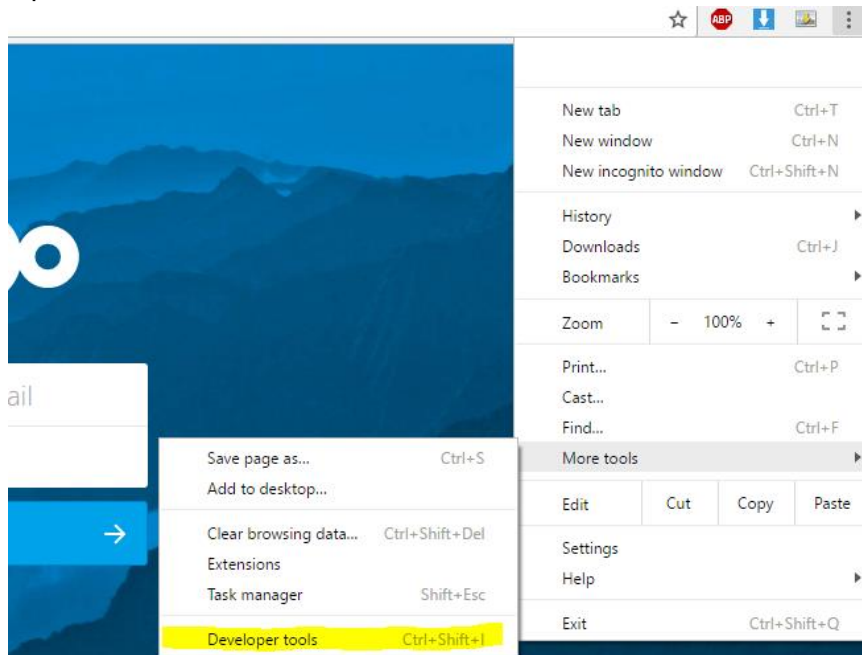 ABP
New tab Ctrl+T
New window Ctrl+N
New incognito window Ctrl+Shift+N
History
Downloads Ctrl+J
Bookmarks
Zoom - 100% +
Print... Ctrl+P
Cast...
Find... Ctrl+F
More tools
Edit Cut Copy Paste
Settings
Help
Exit Ctrl+Shift+Q
ail
Save page as... Ctrl+S
Add to desktop...
Clear browsing data... Ctrl+Shift+Del
Extensions
Task manager Shift+Esc
Developer tools Ctrl+Shift+I